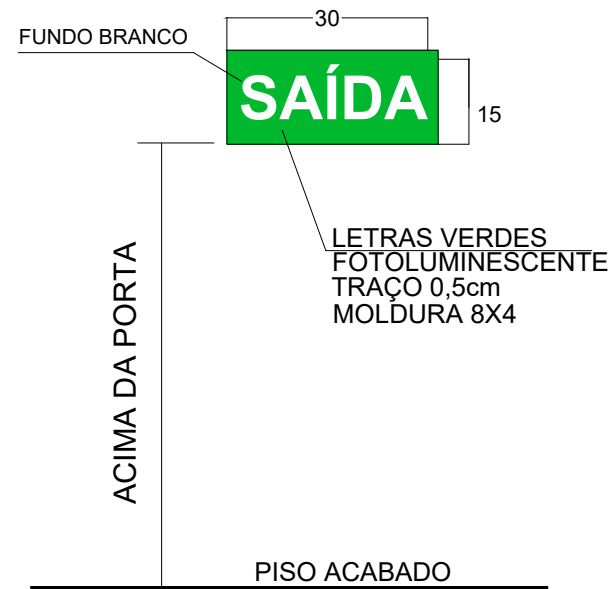 30
FUNDO BRANCO
SAÍDA
15
LETRAS VERDES
FOTOLUMINESCENTE
TRAÇO 0,5cm
MOLDURA 8X4
ACIMA DA PORTA
PISO ACABADO